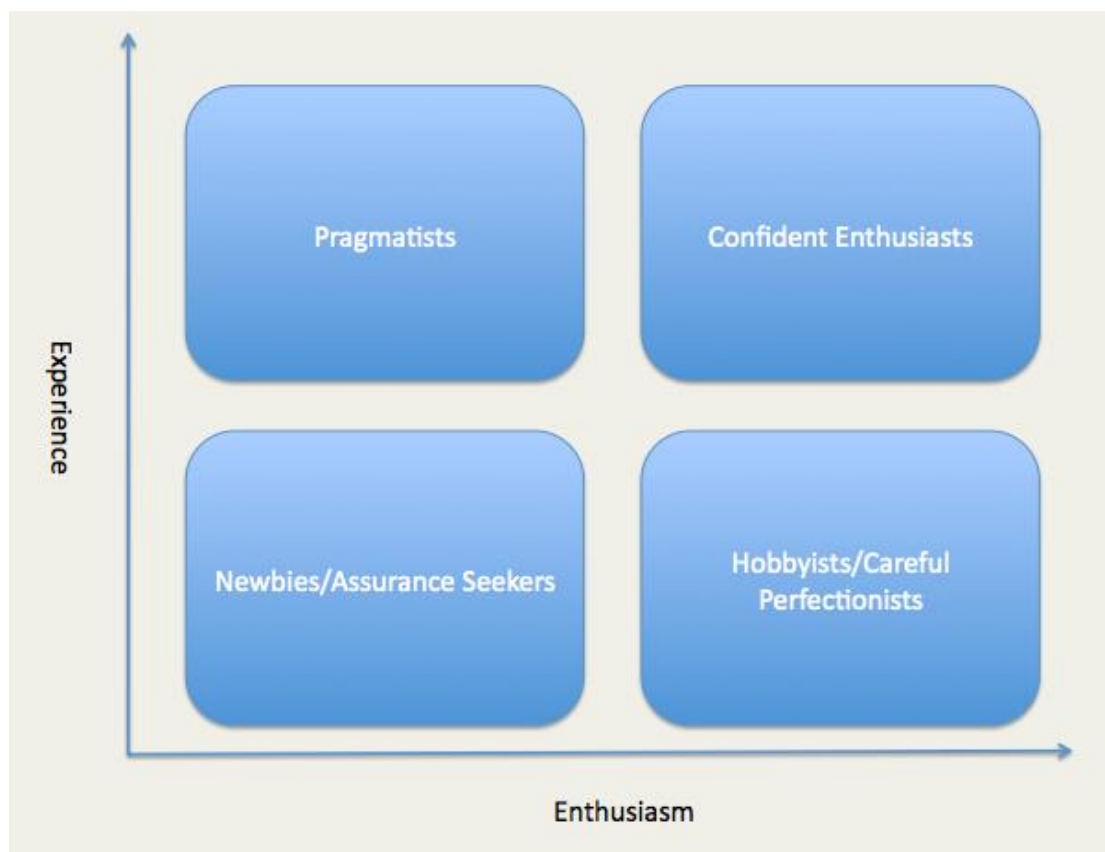 Pragmatists
Confident Enthusiasts
Experience
Newbies/Assurance Seekers
Hobbyists/Careful
Perfectionists
Enthusiasm